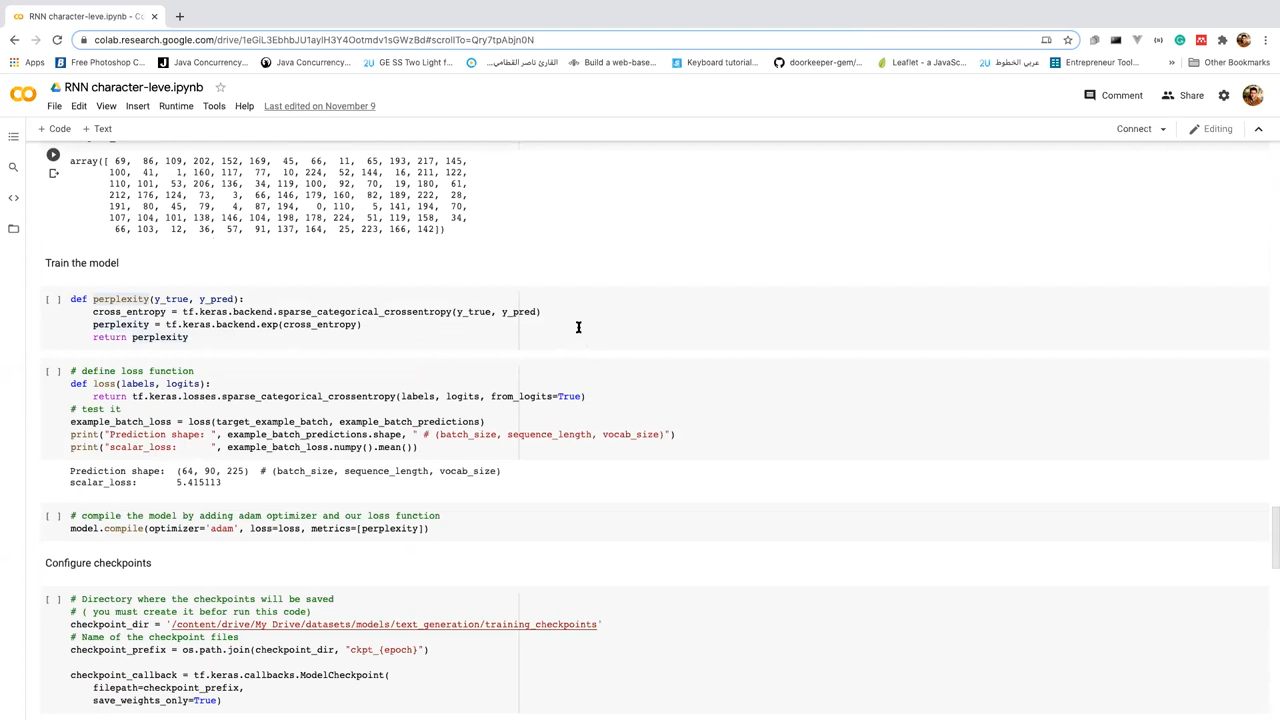 RNN character-leve.ipynb - Co
colab.research.google.com/drive/1eGiL3EbhbJU1aylH3Y4Ootmdv1sGWzBd#scrollTo=Qry7tpAbjn0N
Apps Free Photoshop C... Java Concurrency... Java Concurrency... GE SS Two Light f... القارئ ناصر القطامي... Build a web-base... Keyboard tutorial... doorkeeper-gem/... Leaflet - a JavaSc... عربي الخطوط Entrepreneur Tool... » Other Bookmarks
RNN character-leve.ipynb
Comment Share
File Edit View Insert Runtime Tools Help Last edited on November 9
+ Code + Text Connect Editing
array([ 69, 86, 109, 202, 152, 169, 45, 66, 11, 65, 193, 217, 145,
100, 41, 1, 160, 117, 77, 10, 224, 52, 144, 16, 211, 122,
110, 101, 53, 206, 136, 34, 119, 100, 92, 70, 19, 180, 61,
212, 176, 124, 73, 3, 66, 146, 179, 160, 82, 189, 222, 28,
191, 80, 45, 79, 4, 87, 194, 0, 110, 5, 141, 194, 70,
107, 104, 101, 138, 146, 104, 198, 178, 224, 51, 119, 158, 34,
66, 103, 12, 36, 57, 91, 137, 164, 25, 223, 166, 142])
Train the model
[ ] def perplexity(y_true, y_pred):
cross_entropy = tf.keras.backend.sparse_categorical_crossentropy(y_true, y_pred)
perplexity = tf.keras.backend.exp(cross_entropy)
return perplexity
[ ] # define loss function
def loss(labels, logits):
return tf.keras.losses.sparse_categorical_crossentropy(labels, logits, from_logits=True)
# test it
example_batch_loss = loss(target_example_batch, example_batch_predictions)
print("Prediction shape: ", example_batch_predictions.shape, " # (batch_size, sequence_length, vocab_size)")
print("scalar_loss: ", example_batch_loss.numpy().mean())
Prediction shape: (64, 90, 225) # (batch_size, sequence_length, vocab_size)
scalar_loss: 5.415113
[ ] # compile the model by adding adam optimizer and our loss function
model.compile(optimizer='adam', loss=loss, metrics=[perplexity])
Configure checkpoints
[ ] # Directory where the checkpoints will be saved
# ( you must create it befor run this code)
checkpoint_dir = '/content/drive/My Drive/datasets/models/text_generation/training_checkpoints'
# Name of the checkpoint files
checkpoint_prefix = os.path.join(checkpoint_dir, "ckpt_{epoch}")
checkpoint_callback = tf.keras.callbacks.ModelCheckpoint(
filepath=checkpoint_prefix,
save_weights_only=True)